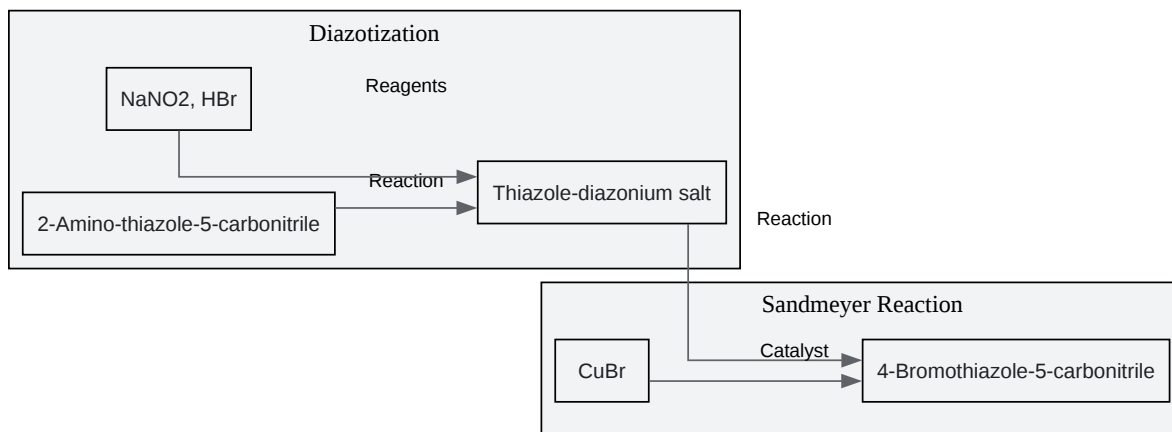 Diazotization
NaNO2, HBr
Reagents
Reaction
2-Amino-thiazole-5-carbonitrile
Thiazole-diazonium salt
Reaction
Sandmeyer Reaction
CuBr
Catalyst
4-Bromothiazole-5-carbonitrile